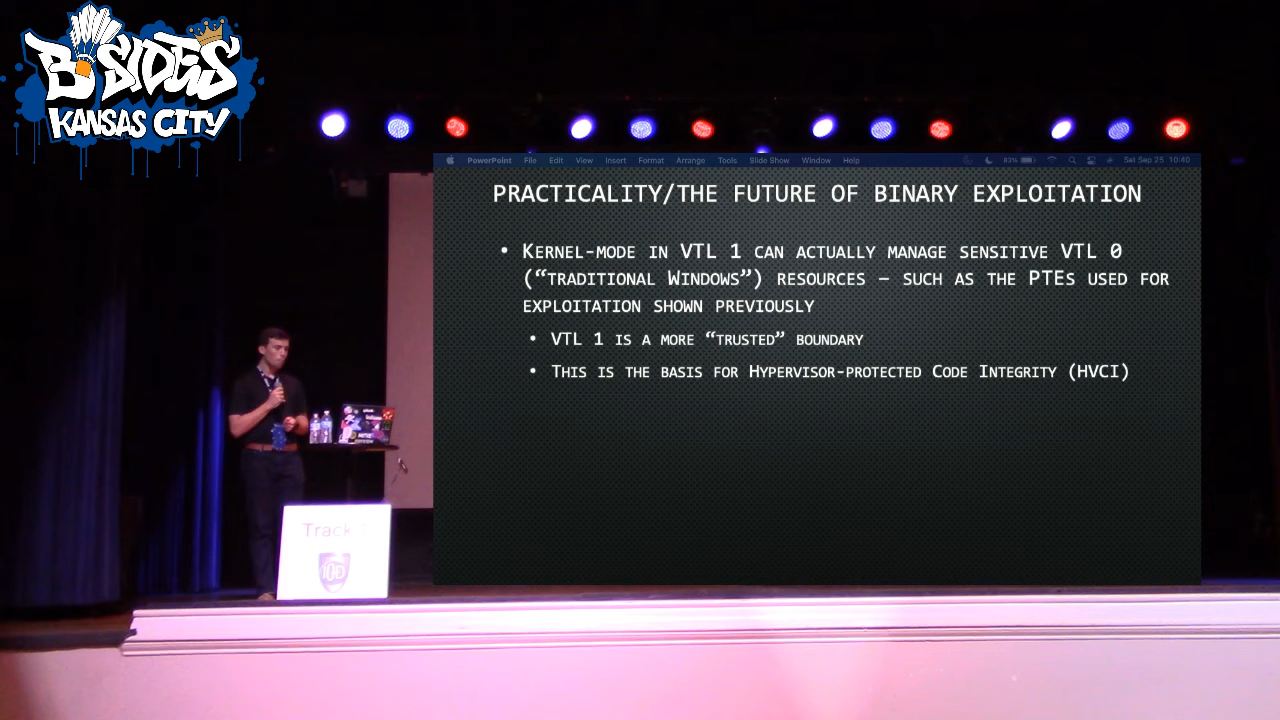 B-SIDES
KANSAS CITY
PowerPoint File Edit View Insert Format Arrange Tools Slide Show Window Help 83% Sat Sep 25 10:40
PRACTICALITY/THE FUTURE OF BINARY EXPLOITATION
• KERNEL-MODE IN VTL 1 CAN ACTUALLY MANAGE SENSITIVE VTL 0
(“TRADITIONAL WINDOWS”) RESOURCES – SUCH AS THE PTES USED FOR
EXPLOITATION SHOWN PREVIOUSLY
• VTL 1 IS A MORE “TRUSTED” BOUNDARY
• THIS IS THE BASIS FOR HYPERVISOR-PROTECTED CODE INTEGRITY (HVCI)
Track